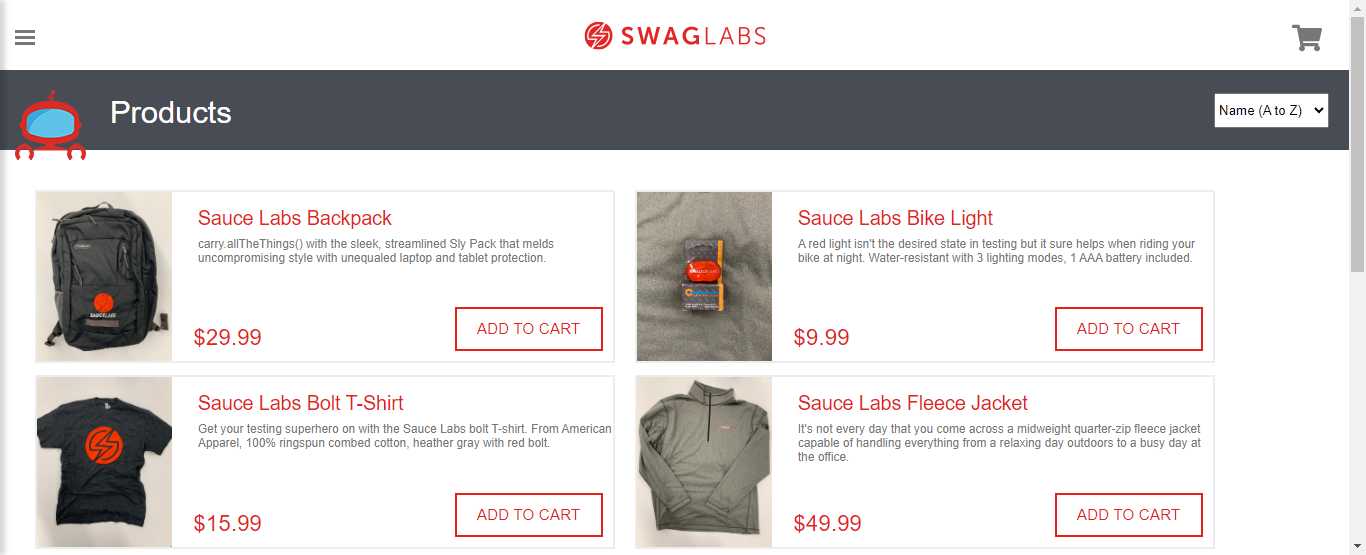 SWAGLABS
Products
Name (A to Z)
Sauce Labs Backpack
carry.allTheThings() with the sleek, streamlined Sly Pack that melds
uncompromising style with unequaled laptop and tablet protection.
$29.99
ADD TO CART
Sauce Labs Bike Light
A red light isn't the desired state in testing but it sure helps when riding your
bike at night. Water-resistant with 3 lighting modes, 1 AAA battery included.
$9.99
ADD TO CART
Sauce Labs Bolt T-Shirt
Get your testing superhero on with the Sauce Labs bolt T-shirt. From American
Apparel, 100% ringspun combed cotton, heather gray with red bolt.
$15.99
ADD TO CART
Sauce Labs Fleece Jacket
It's not every day that you come across a midweight quarter-zip fleece jacket
capable of handling everything from a relaxing day outdoors to a busy day at
the office.
$49.99
ADD TO CART
SAUCELABS